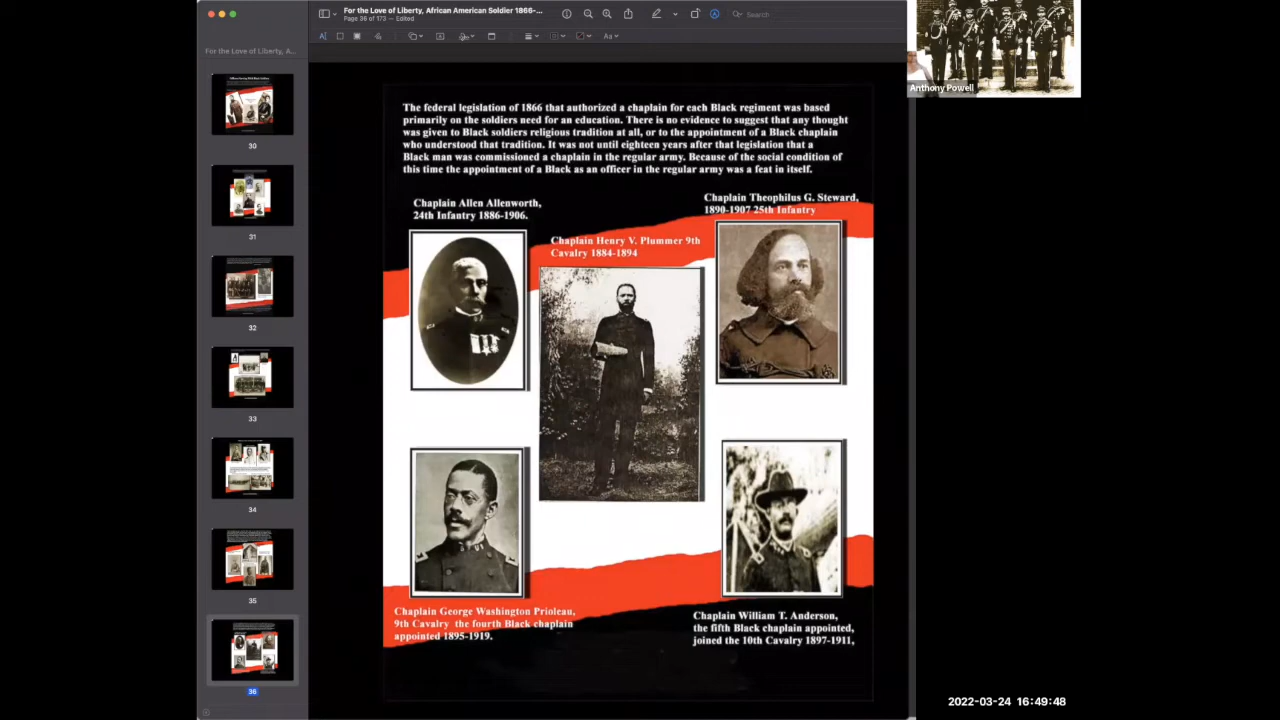 For the Love of Liberty, African American Soldier 1866-...
Page 36 of 173 — Edited
Search
For the Love of Liberty, A...
30
31
32
33
34
35
36
The federal legislation of 1866 that authorized a chaplain for each Black regiment was based
primarily on the soldiers need for an education. There is no evidence to suggest that any thought
was given to Black soldiers religious tradition at all, or to the appointment of a Black chaplain
who understood that tradition. It was not until eighteen years after that legislation that a
Black man was commissioned a chaplain in the regular army. Because of the social condition of
this time the appointment of a Black as an officer in the regular army was a feat in itself.
Chaplain Allen Allenworth,
24th Infantry 1886-1906.
Chaplain Henry V. Plummer 9th
Cavalry 1884-1894
Chaplain Theophilus G. Steward,
1890-1907 25th Infantry
Chaplain George Washington Prioleau,
9th Cavalry the fourth Black chaplain
appointed 1895-1919.
Chaplain William T. Anderson,
the fifth Black chaplain appointed,
joined the 10th Cavalry 1897-1911,
Anthony Powell
2022-03-24 16:49:48